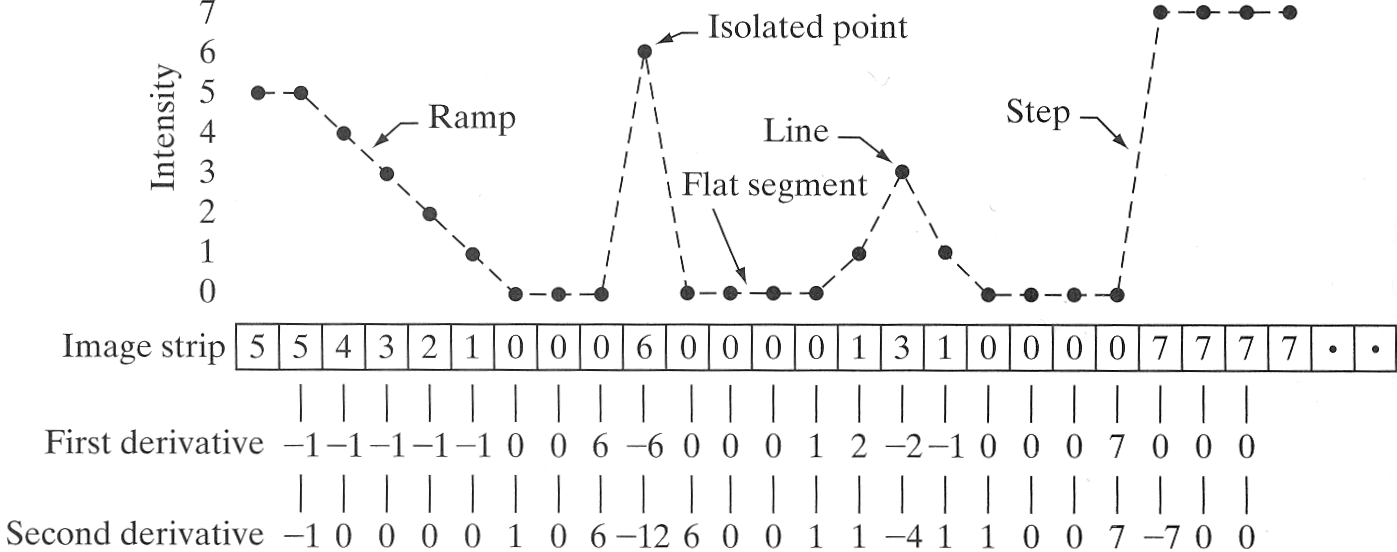 7
6
5
4
3
2
1
0
Intensity
Isolated point
Ramp
Line
Step
Flat segment
Image strip 5 5 4 3 2 1 0 0 0 6 0 0 0 0 1 3 1 0 0 0 0 7 7 7 7 • •
First derivative −1 −1 −1 −1 −1 0 0 6 −6 0 0 0 1 2 −2 −1 0 0 0 7 0 0 0
Second derivative −1 0 0 0 0 1 0 6 −12 6 0 0 1 1 −4 1 1 0 0 7 −7 0 0